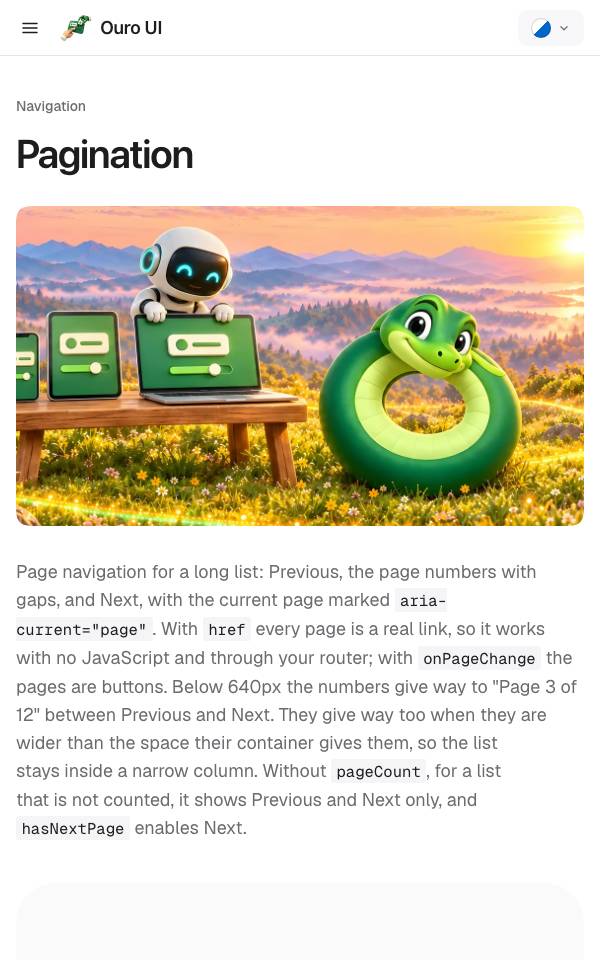 Ouro UI
Navigation
Pagination
Page navigation for a long list: Previous, the page numbers with
gaps, and Next, with the current page marked aria-
current="page". With href every page is a real link, so it works
with no JavaScript and through your router; with onPageChange the
pages are buttons. Below 640px the numbers give way to "Page 3 of
12" between Previous and Next. They give way too when they are
wider than the space their container gives them, so the list
stays inside a narrow column. Without pageCount, for a list
that is not counted, it shows Previous and Next only, and
hasNextPage enables Next.